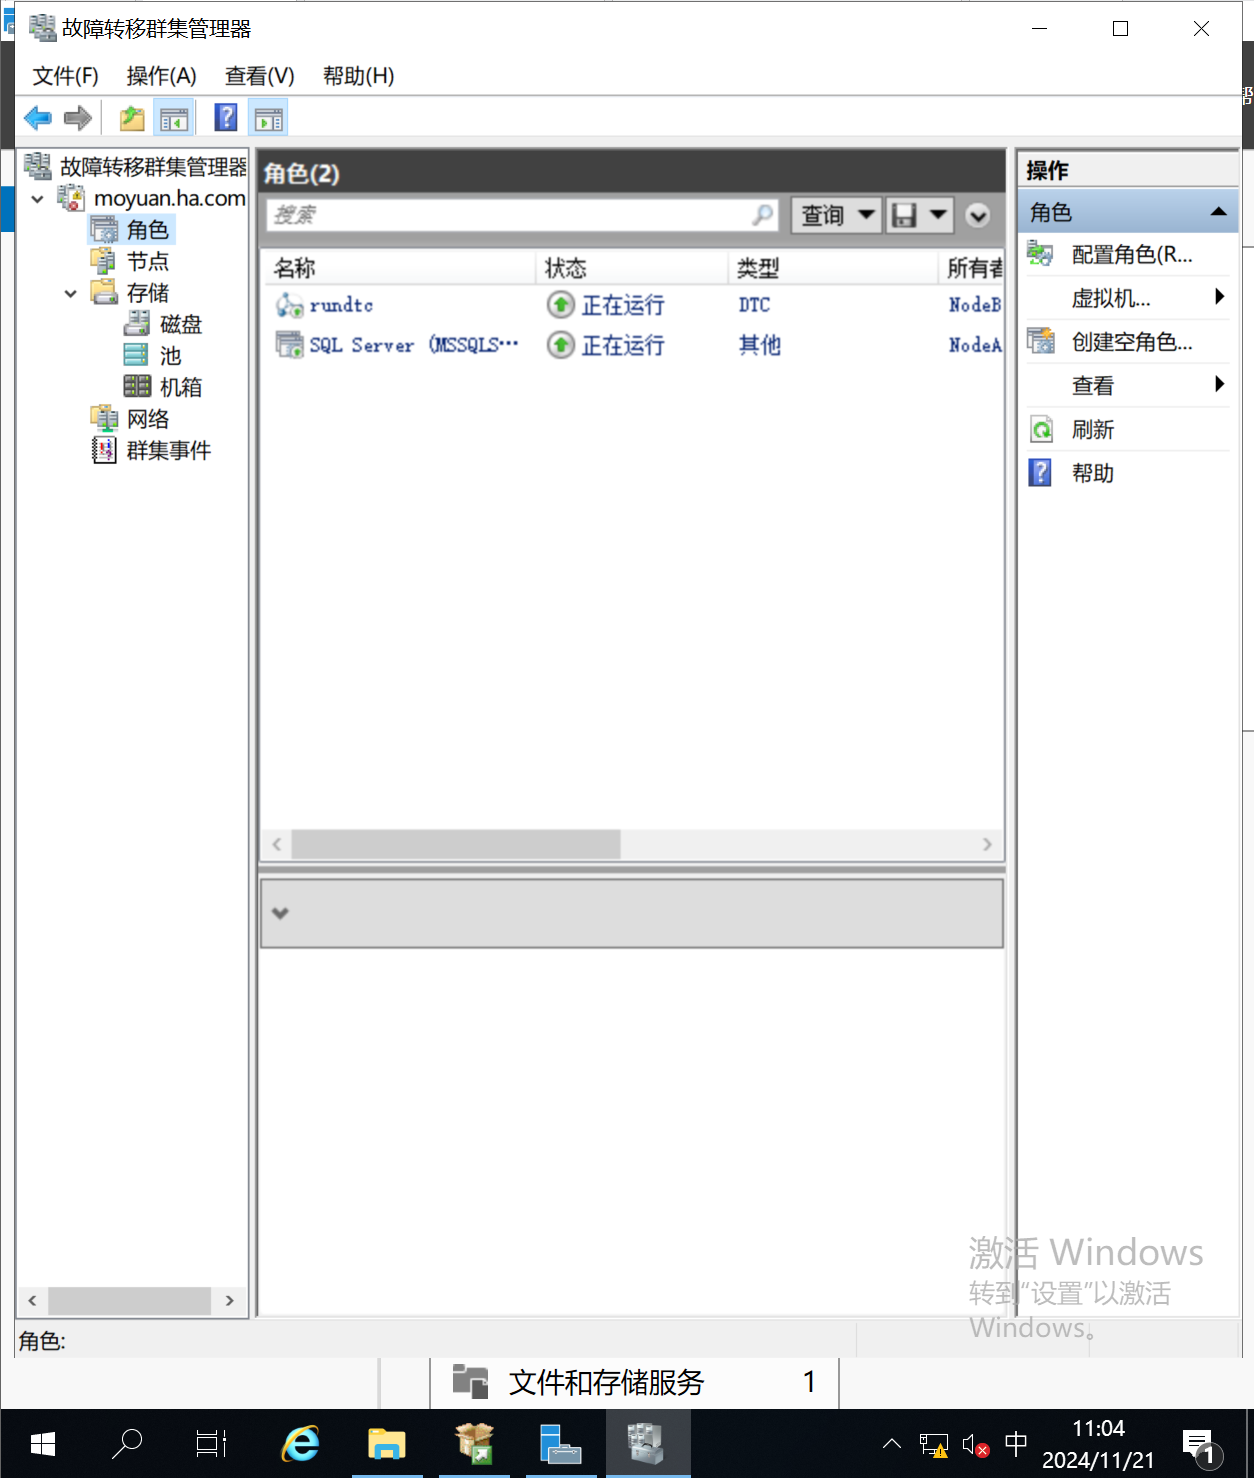 故障转移群集管理器
文件(F) 操作(A) 查看(V) 帮助(H)
故障转移群集管理器
moyuan.ha.com
角色
节点
存储
磁盘
池
机箱
网络
群集事件
角色(2)
搜索
查询
名称 状态 类型 所有者
rundtc 正在运行 DTC NodeB
SQL Server (MSSQLS... 正在运行 其他 NodeA
操作
角色
配置角色(R...
虚拟机...
创建空角色...
查看
刷新
帮助
激活 Windows
转到“设置”以激活
Windows。
角色:
文件和存储服务 1
中
11:04
2024/11/21
1